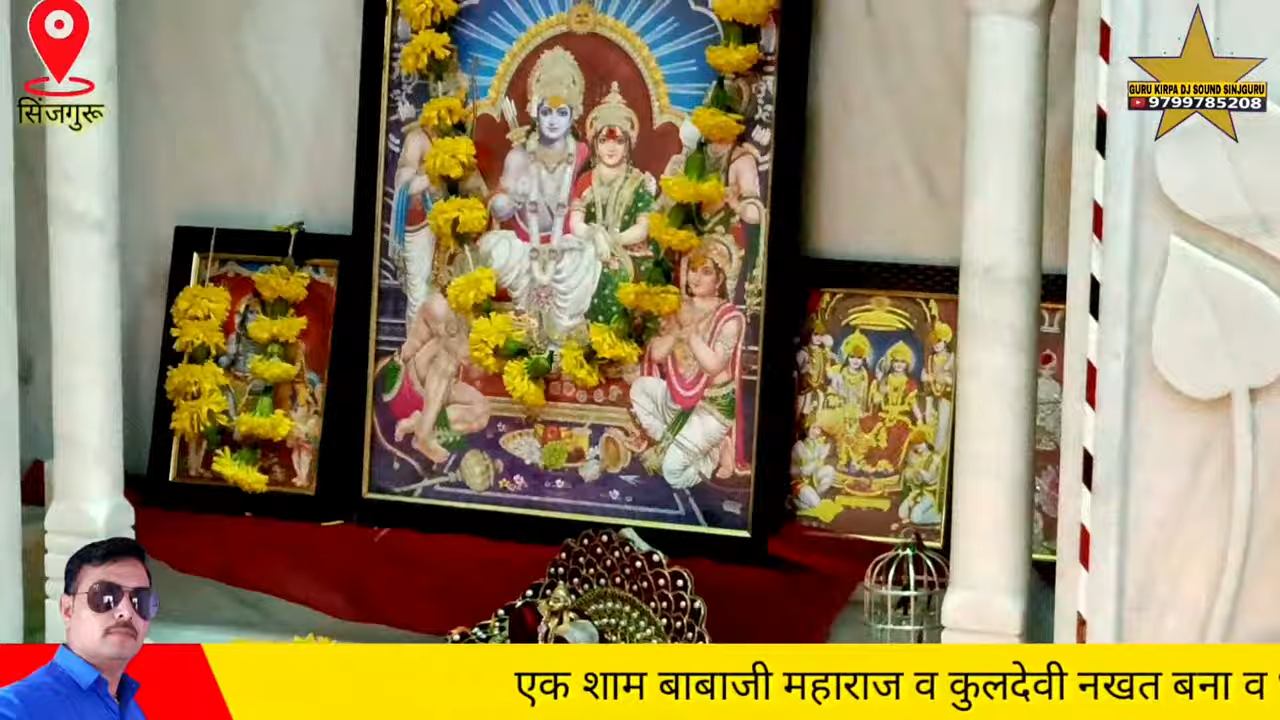 सिंजगुरू
GURU KIRPA DJ SOUND SINJGURU
9799785208
एक शाम बाबाजी महाराज व कुलदेवी नखत बना व